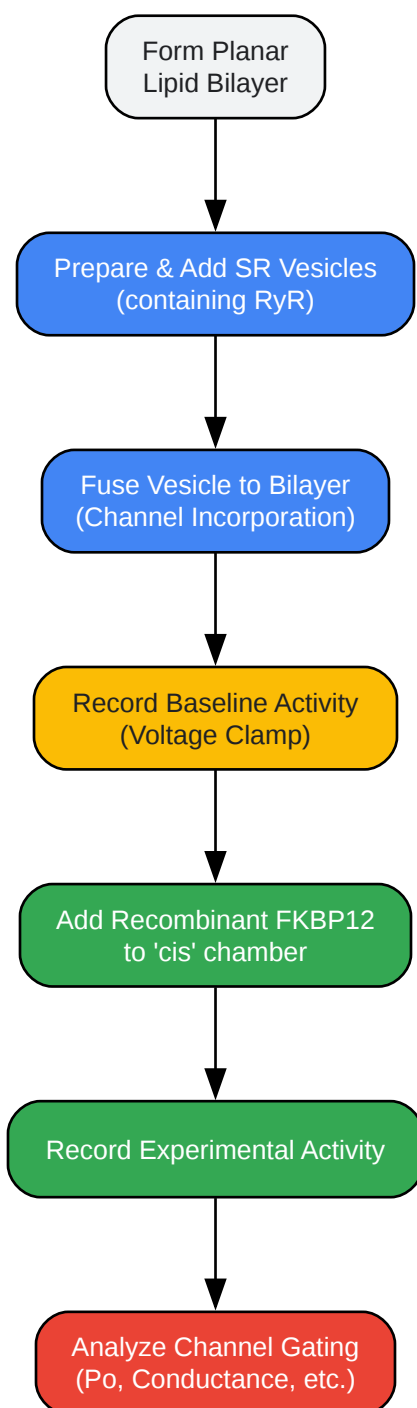 Form Planar
Lipid Bilayer
Prepare & Add SR Vesicles
(containing RyR)
Fuse Vesicle to Bilayer
(Channel Incorporation)
Record Baseline Activity
(Voltage Clamp)
Add Recombinant FKBP12
to 'cis' chamber
Record Experimental Activity
Analyze Channel Gating
(Po, Conductance, etc.)